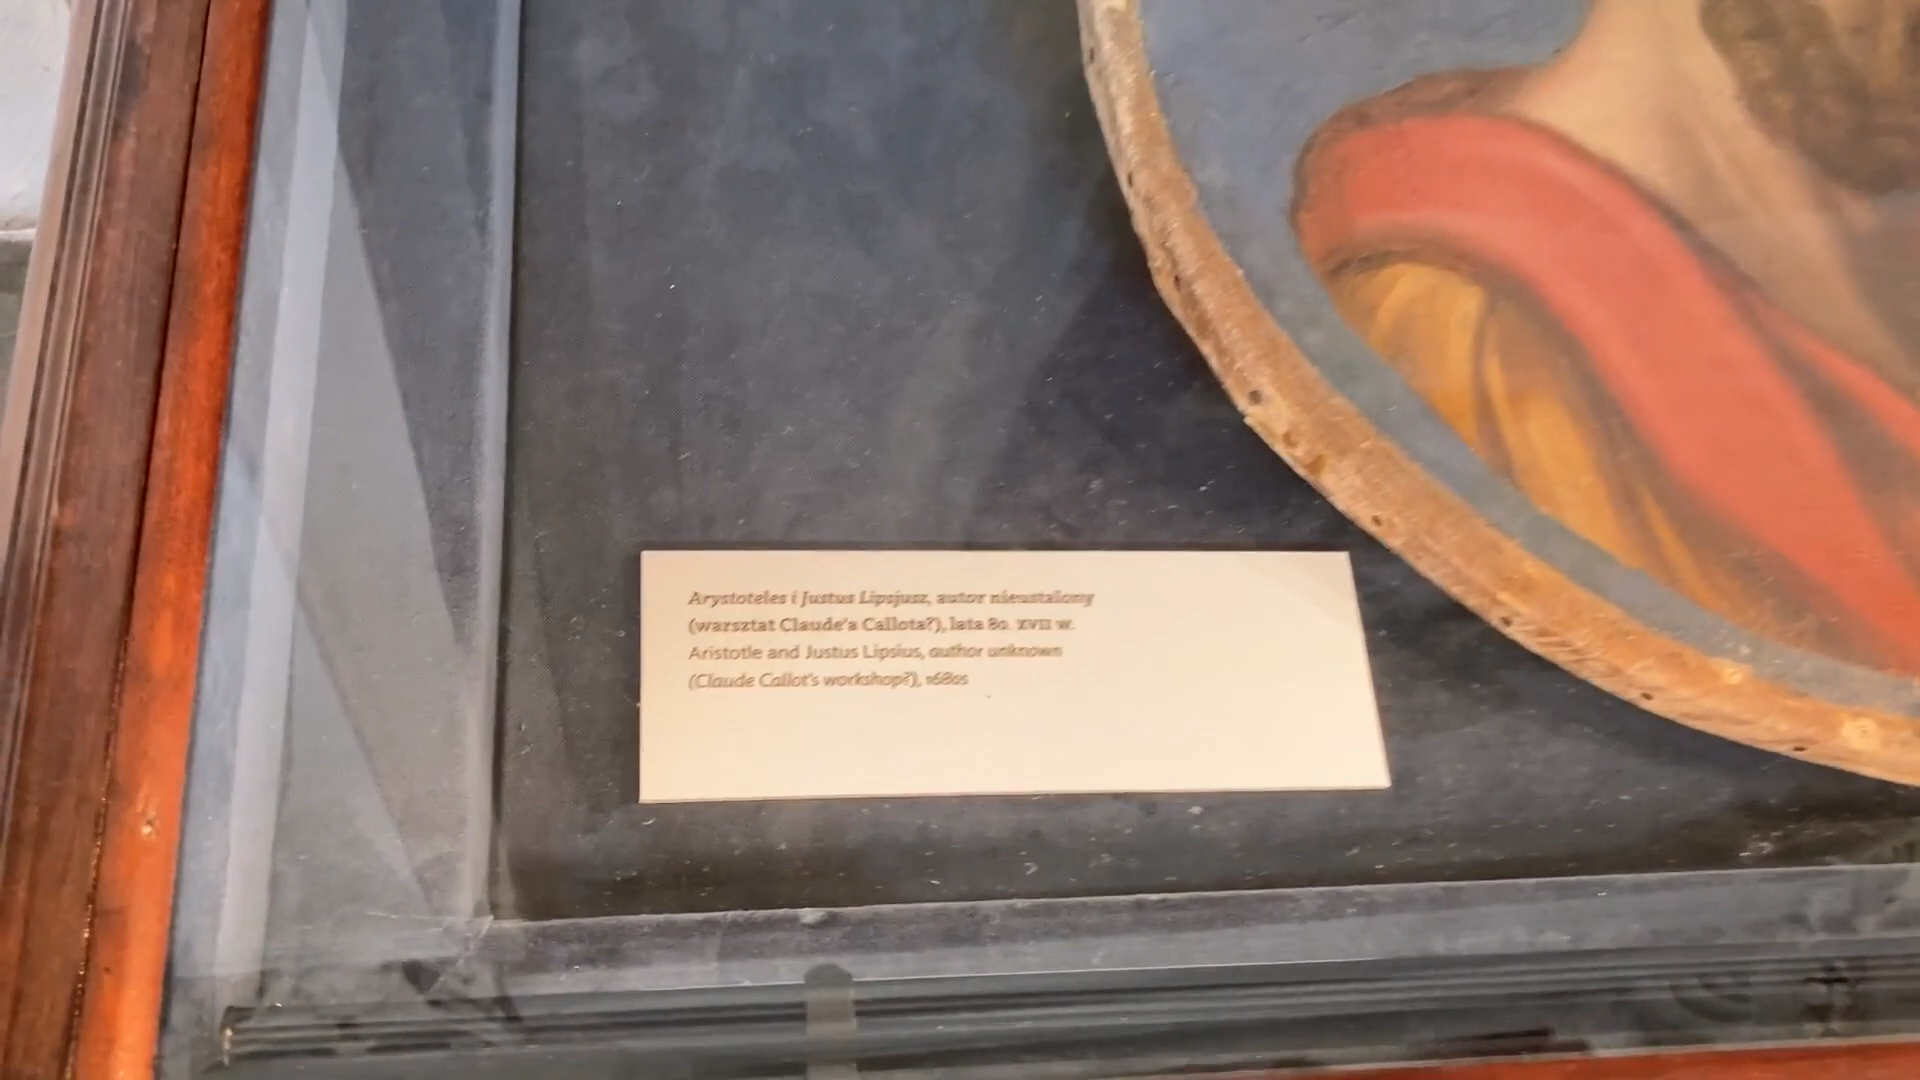 Arystoteles i Justus Lipsjusz, autor nieustalony
(warsztat Claude'a Callota?), lata 80. XVII w.
Aristotle and Justus Lipsius, author unknown
(Claude Callot's workshop?), 1680s